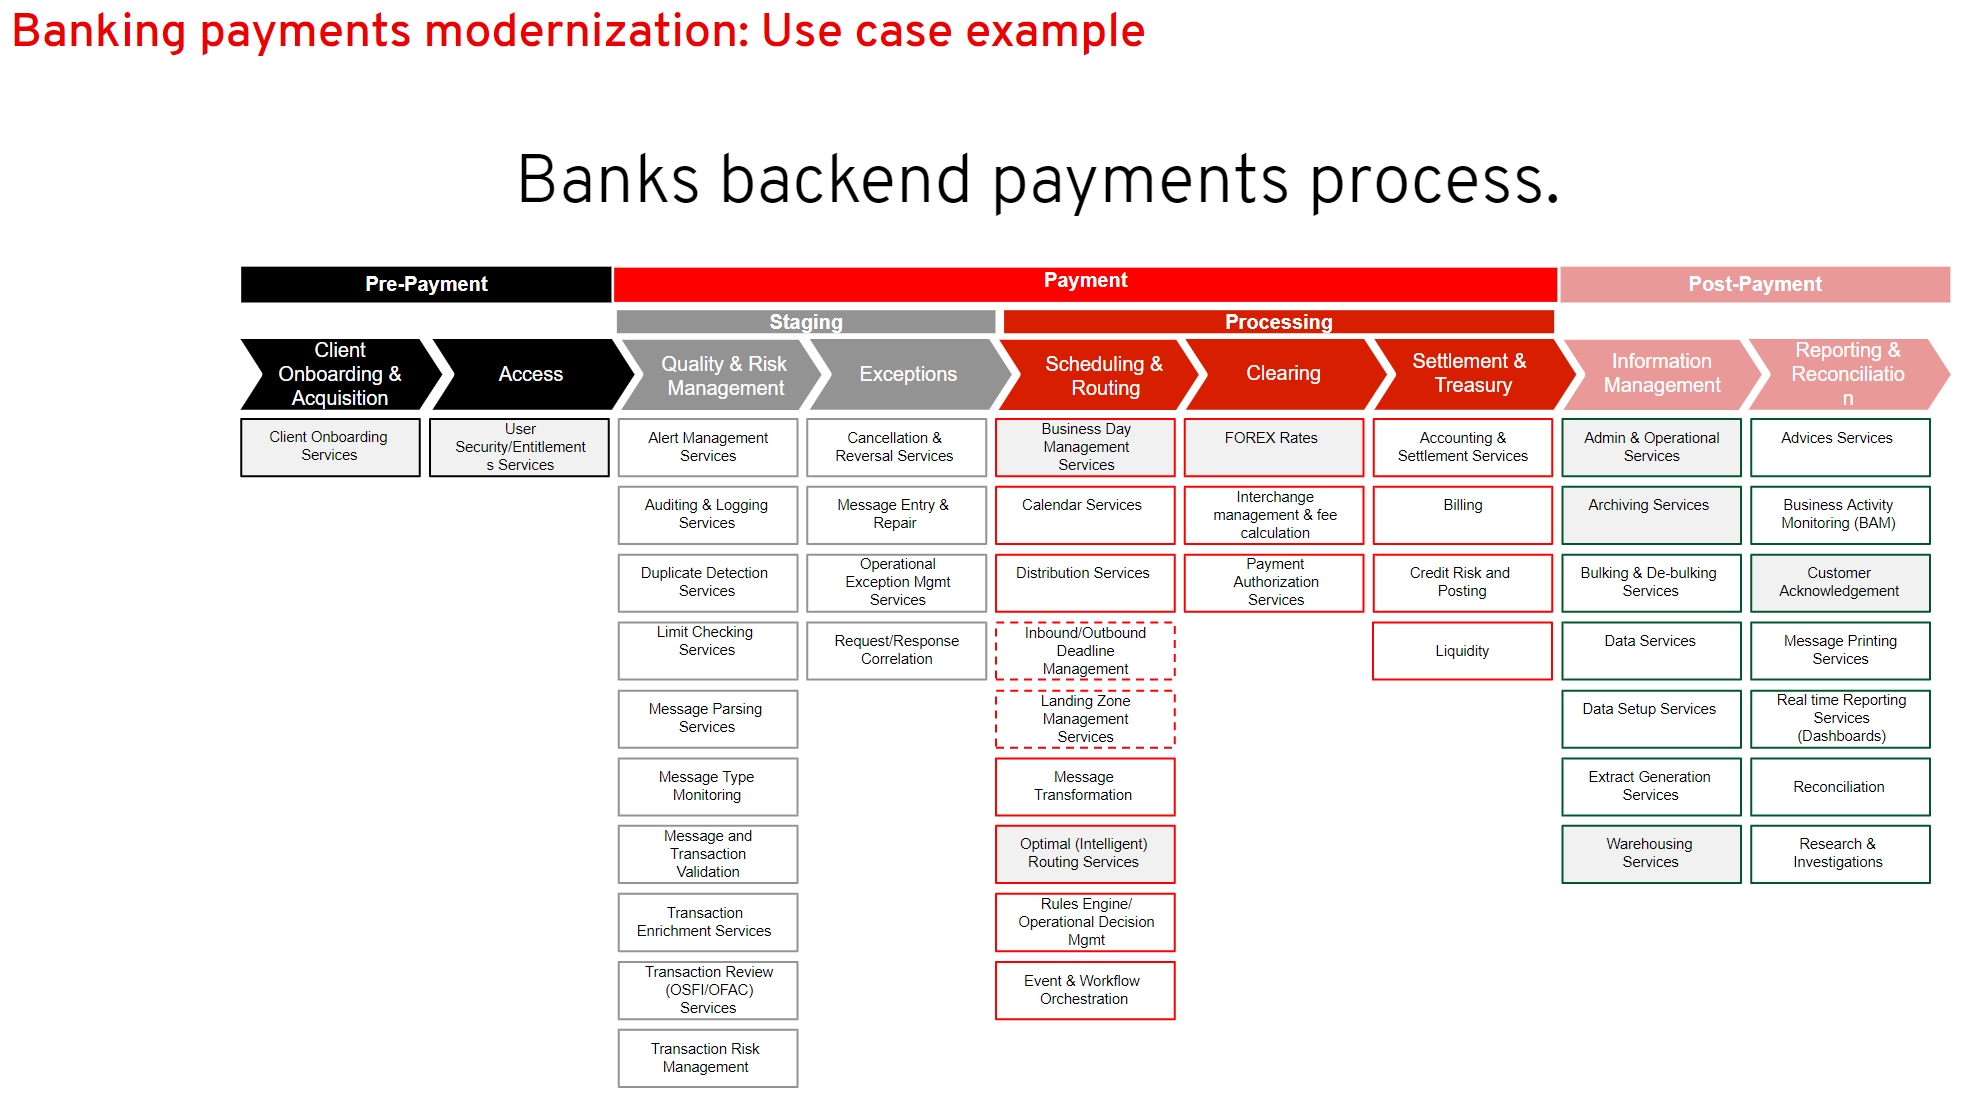 Banking payments modernization: Use case example
Banks backend payments process.
Pre-Payment
Payment
Post-Payment
Staging
Processing
Client
Onboarding &
Acquisition
Access
Quality & Risk
Management
Exceptions
Scheduling &
Routing
Clearing
Settlement &
Treasury
Information
Management
Reporting &
Reconciliatio
n
Client Onboarding
Services
User
Security/Entitlement
s Services
Alert Management
Services
Auditing & Logging
Services
Duplicate Detection
Services
Limit Checking
Services
Message Parsing
Services
Message Type
Monitoring
Message and
Transaction
Validation
Transaction
Enrichment Services
Transaction Review
(OSFI/OFAC)
Services
Transaction Risk
Management
Cancellation &
Reversal Services
Message Entry &
Repair
Operational
Exception Mgmt
Services
Request/Response
Correlation
Business Day
Management
Services
Calendar Services
Distribution Services
Inbound/Outbound
Deadline
Management
Landing Zone
Management
Services
Message
Transformation
Optimal (Intelligent)
Routing Services
Rules Engine/
Operational Decision
Mgmt
Event & Workflow
Orchestration
FOREX Rates
Interchange
management & fee
calculation
Payment
Authorization
Services
Accounting &
Settlement Services
Billing
Credit Risk and
Posting
Liquidity
Admin & Operational
Services
Archiving Services
Bulking & De-bulking
Services
Data Services
Data Setup Services
Extract Generation
Services
Warehousing
Services
Advices Services
Business Activity
Monitoring (BAM)
Customer
Acknowledgement
Message Printing
Services
Real time Reporting
Services
(Dashboards)
Reconciliation
Research &
Investigations